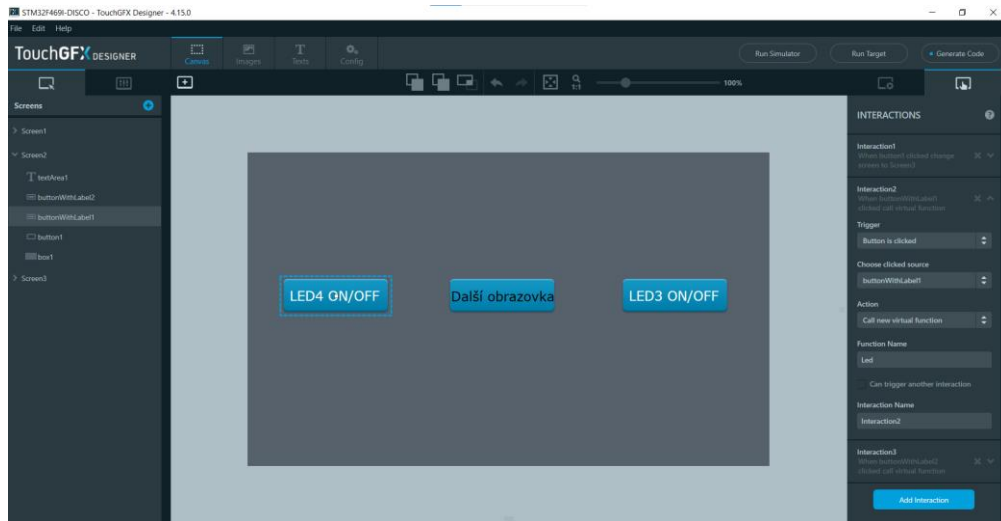 STM32F469I-DISCO - TouchGFX Designer - 4.15.0
File Edit Help
TouchGFX DESIGNER
Canvas
Images
Texts
Config
Run Simulator
Run Target
Generate Code
100%
Screens
Screen1
Screen2
textArea1
buttonWithLabel2
buttonWithLabel1
button1
box1
Screen3
LED4 ON/OFF
Další obrazovka
LED3 ON/OFF
INTERACTIONS
Interaction1
When button1 clicked change
screen to Screen3
Interaction2
When buttonWithLabel1
clicked call virtual function
Trigger
Button is clicked
Choose clicked source
buttonWithLabel1
Action
Call new virtual function
Function Name
Led
Can trigger another interaction
Interaction Name
Interaction2
Interaction3
When buttonWithLabel2
clicked call virtual function
Add Interaction